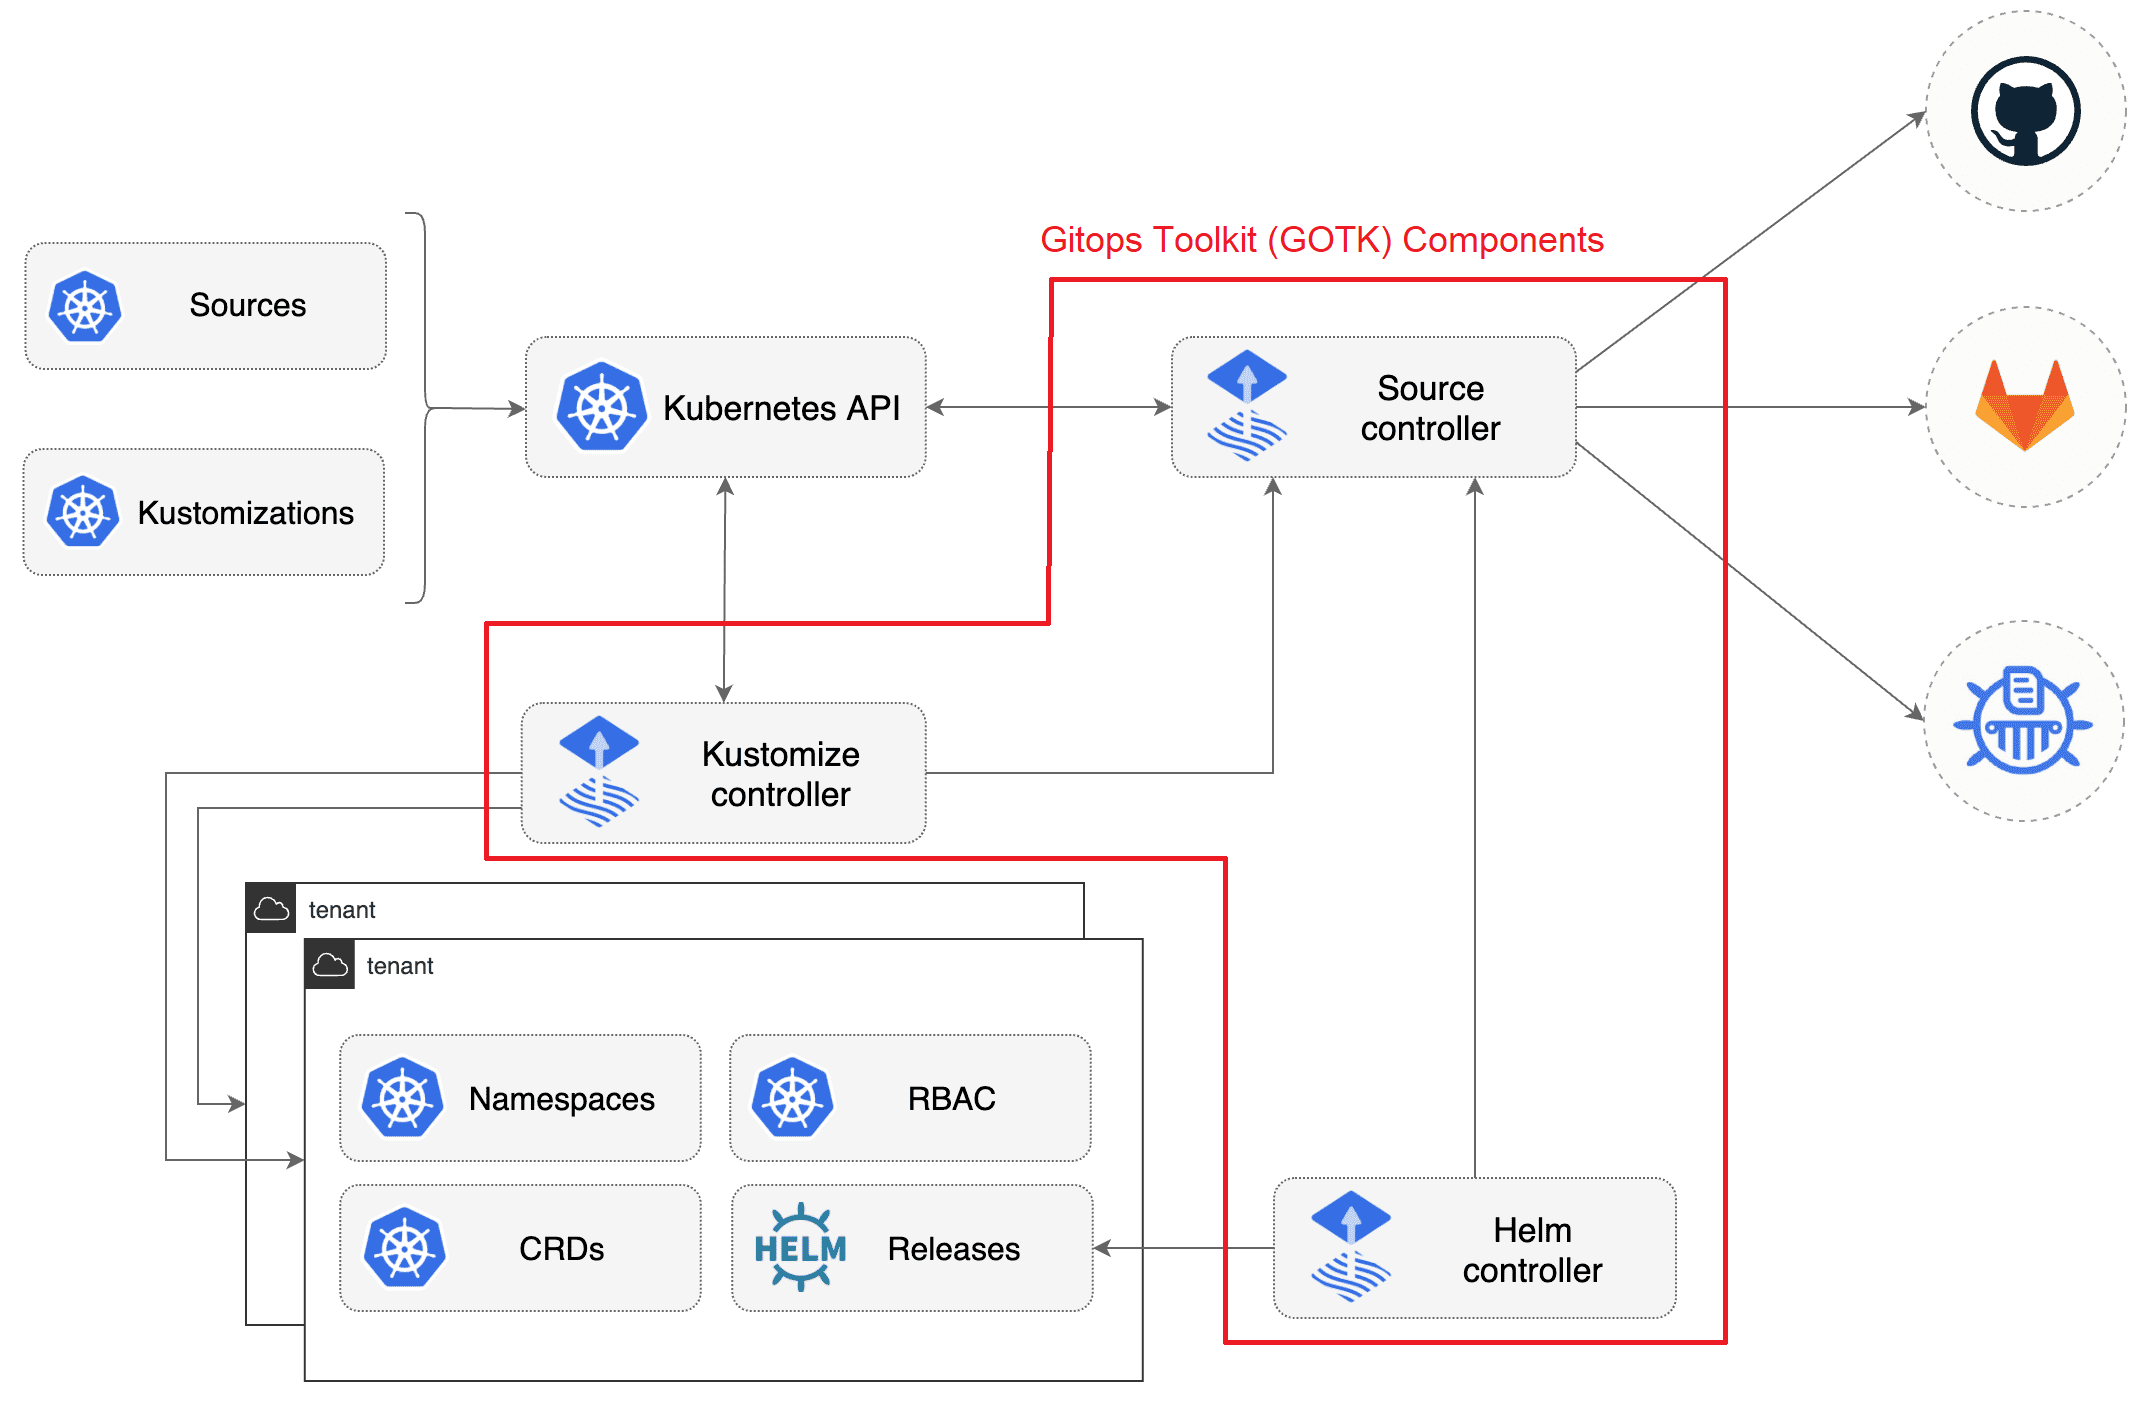 Gitops Toolkit (GOTK) Components
Sources
Kustomizations
Kubernetes API
Source
controller
Kustomize
controller
tenant
tenant
Namespaces
RBAC
CRDs
HELM
Releases
Helm
controller